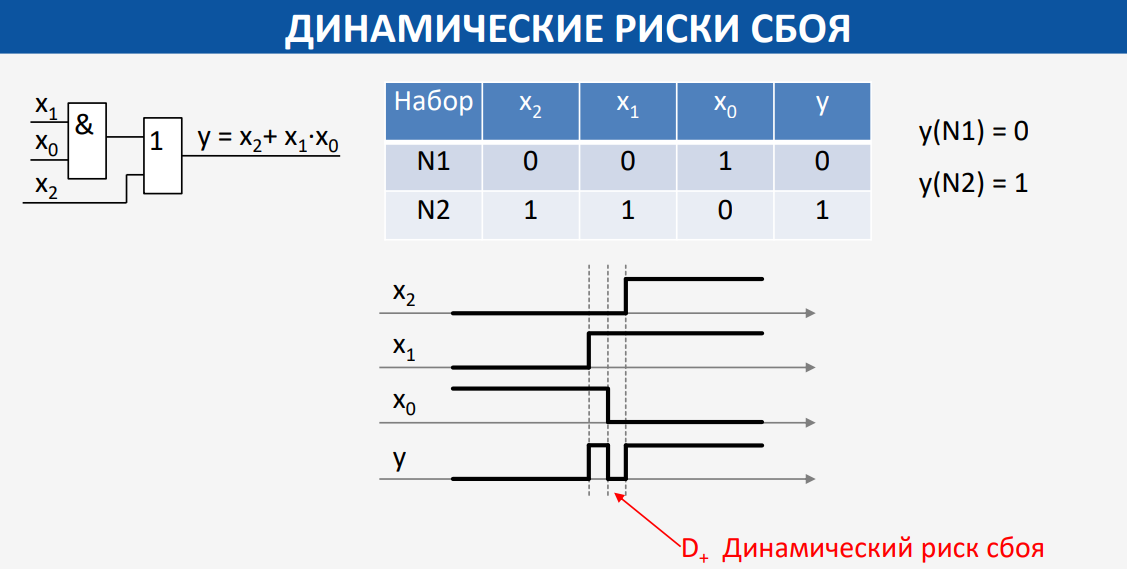 ДИНАМИЧЕСКИЕ РИСКИ СБОЯ
x₁
x₀
x₂
&
1
y = x₂+ x₁·x₀
Набор x₂ x₁ x₀ y
N1 0 0 1 0
N2 1 1 0 1
y(N1) = 0
y(N2) = 1
x₂
x₁
x₀
y
D₊ Динамический риск сбоя